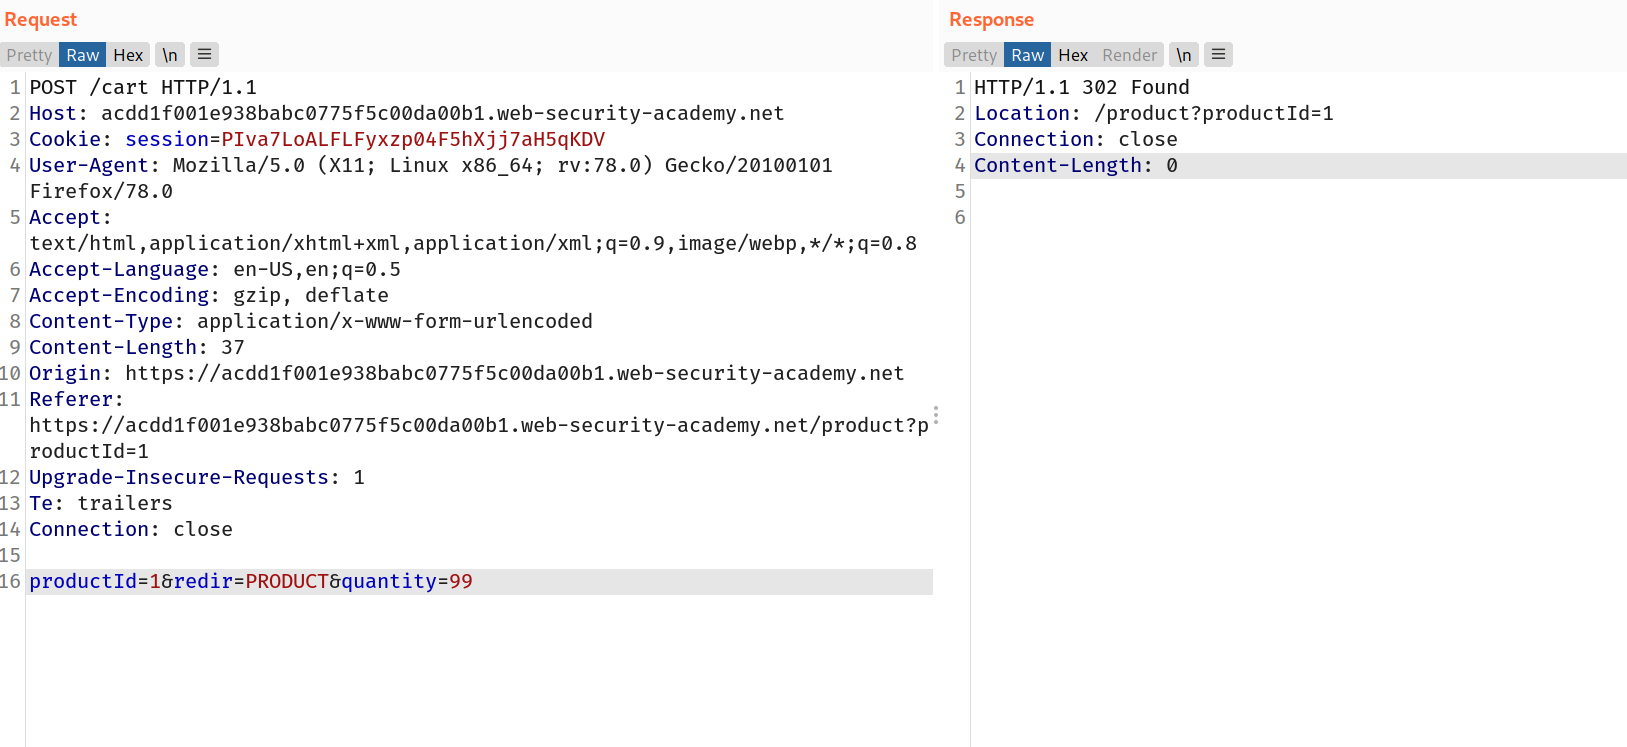 Request
Pretty Raw Hex \n ≡
1 POST /cart HTTP/1.1
2 Host: acdd1f001e938babc0775f5c00da00b1.web-security-academy.net
3 Cookie: session=PIva7LoALFLFyxzp04F5hXjj7aH5qKDV
4 User-Agent: Mozilla/5.0 (X11; Linux x86_64; rv:78.0) Gecko/20100101
Firefox/78.0
5 Accept:
text/html,application/xhtml+xml,application/xml;q=0.9,image/webp,*/*;q=0.8
6 Accept-Language: en-US,en;q=0.5
7 Accept-Encoding: gzip, deflate
8 Content-Type: application/x-www-form-urlencoded
9 Content-Length: 37
10 Origin: https://acdd1f001e938babc0775f5c00da00b1.web-security-academy.net
11 Referer:
https://acdd1f001e938babc0775f5c00da00b1.web-security-academy.net/product?p
roductId=1
12 Upgrade-Insecure-Requests: 1
13 Te: trailers
14 Connection: close
15
16 productId=1&redir=PRODUCT&quantity=99
Response
Pretty Raw Hex Render \n ≡
1 HTTP/1.1 302 Found
2 Location: /product?productId=1
3 Connection: close
4 Content-Length: 0
5
6